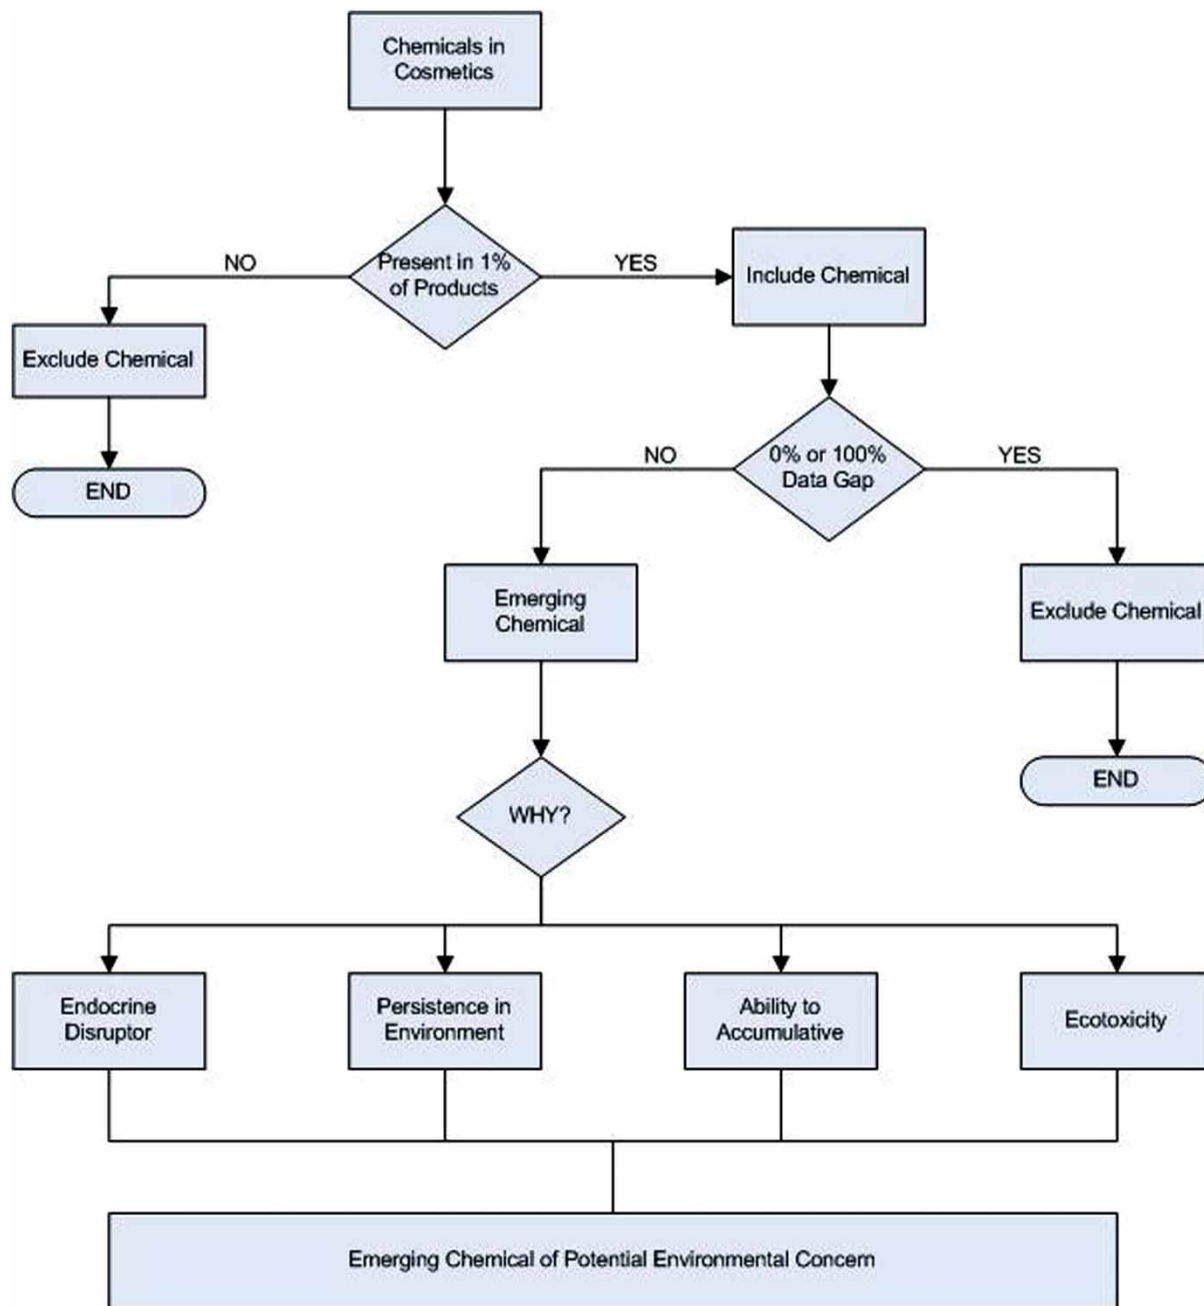 Chemicals in
Cosmetics
NO
Present in 1%
of Products
YES
Include Chemical
Exclude Chemical
END
NO
0% or 100%
Data Gap
YES
Emerging
Chemical
Exclude Chemical
WHY?
END
Endocrine
Disruptor
Persistence in
Environment
Ability to
Accumulative
Ecotoxicity
Emerging Chemical of Potential Environmental Concern